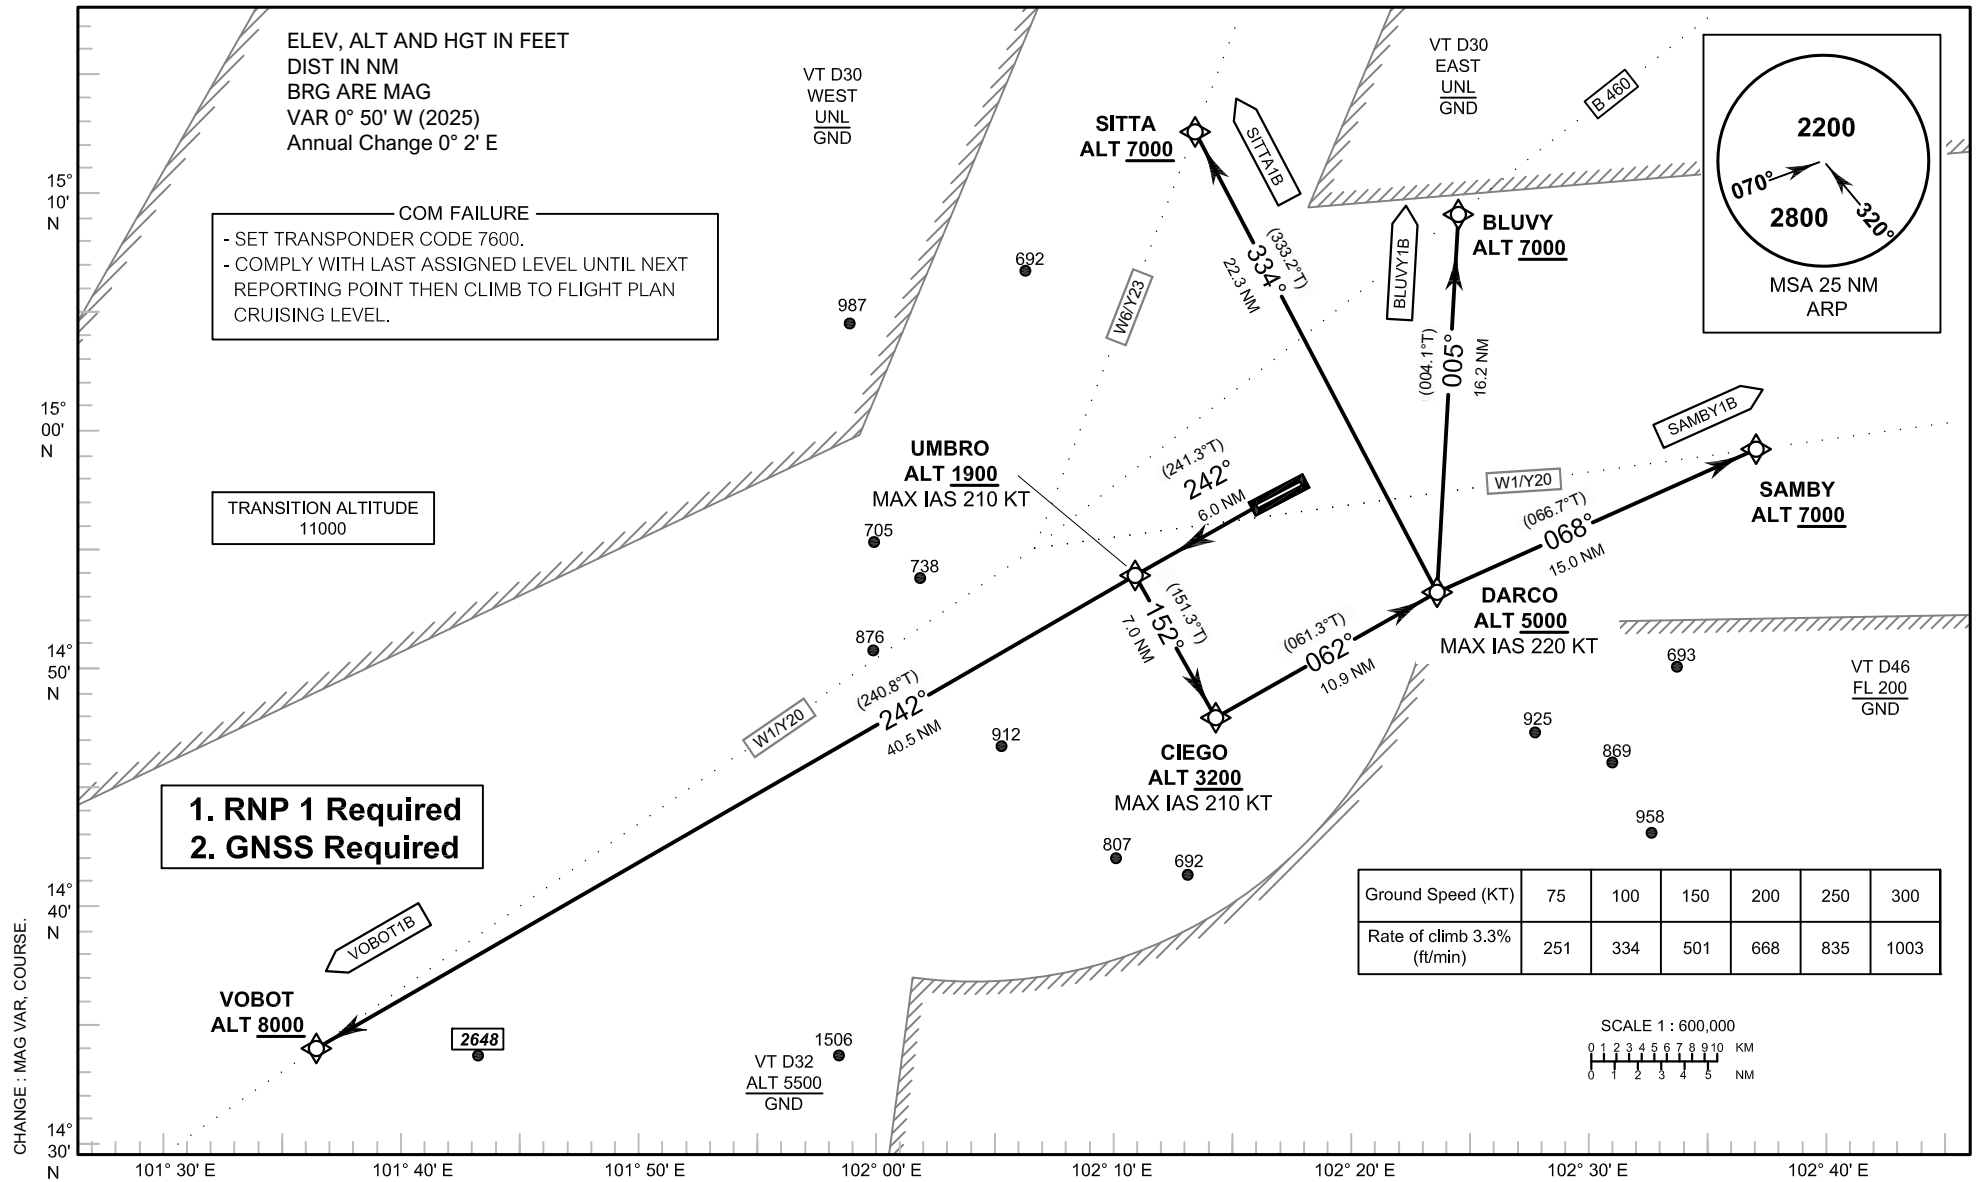 ELEV, ALT AND HGT IN FEET
DIST IN NM
BRG ARE MAG
VAR 0° 50' W (2025)
Annual Change 0° 2' E
COM FAILURE
- SET TRANSPONDER CODE 7600.
- COMPLY WITH LAST ASSIGNED LEVEL UNTIL NEXT
REPORTING POINT THEN CLIMB TO FLIGHT PLAN
CRUISING LEVEL.
TRANSITION ALTITUDE
11000
1. RNP 1 Required
2. GNSS Required
VT D30
WEST
UNL
GND
VT D30
EAST
UNL
GND
B 460
2200
070°
2800
320°
MSA 25 NM
ARP
SITTA
ALT 7000
SITTA1B
(333.2°T)
334°
22.3 NM
BLUVY
ALT 7000
BLUVY1B
(004.1°T)
005°
16.2 NM
W6/Y23
692
987
SAMBY1B
W1/Y20
SAMBY
ALT 7000
(066.7°T)
068°
15.0 NM
UMBRO
ALT 1900
MAX IAS 210 KT
(241.3°T)
242°
6.0 NM
705
738
876
912
(151.3°T)
152°
7.0 NM
(061.3°T)
062°
10.9 NM
DARCO
ALT 5000
MAX IAS 220 KT
CIEGO
ALT 3200
MAX IAS 210 KT
(240.8°T)
242°
40.5 NM
W1/Y20
VOBOT1B
VOBOT
ALT 8000
2648
1506
807
692
693
925
869
958
VT D46
FL 200
GND
VT D32
ALT 5500
GND
Ground Speed (KT) 75 100 150 200 250 300
Rate of climb 3.3% 251 334 501 668 835 1003
(ft/min)
SCALE 1 : 600,000
0 1 2 3 4 5 6 7 8 9 10 KM
0 1 2 3 4 5 NM
15°
10'
N
15°
00'
N
14°
50'
N
14°
40'
N
14°
30'
N
101° 30' E 101° 40' E 101° 50' E 102° 00' E 102° 10' E 102° 20' E 102° 30' E 102° 40' E
CHANGE : MAG VAR, COURSE.